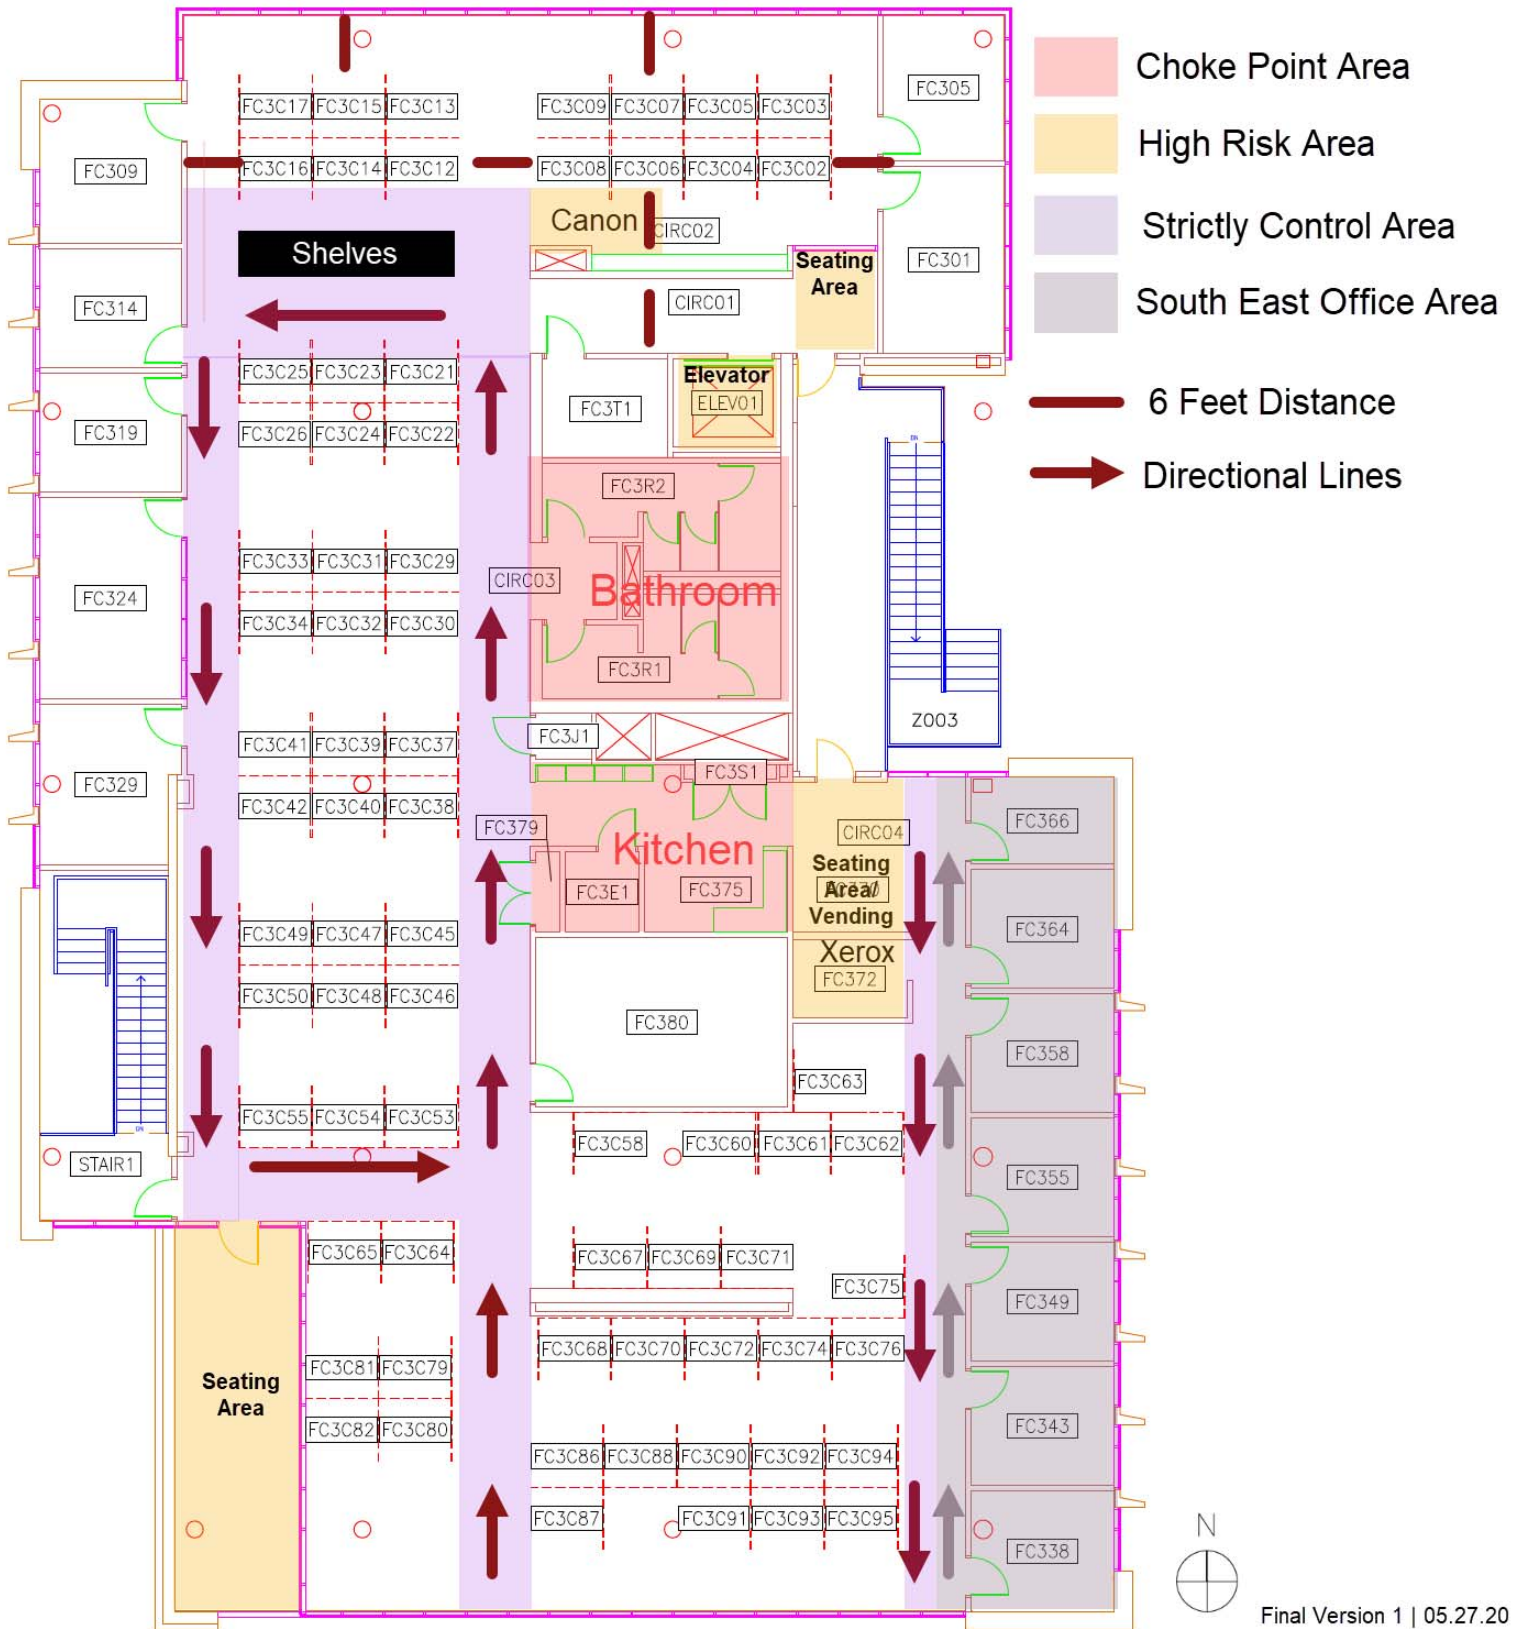 FC3C17 FC3C15 FC3C13 FC3C09 FC3C07 FC3C05 FC3C03 FC305
FC309 FC3C16 FC3C14 FC3C12 FC3C08 FC3C06 FC3C04 FC3C02
Canon CIRC02
Shelves Seating FC301
Area
FC314 CIRC01
FC3C25 FC3C23 FC3C21 Elevator
FC3T1 ELEV01
FC319 FC3C26 FC3C24 FC3C22
DN
FC3R2
FC3C33 FC3C31 FC3C29
CIRC03 Bathroom
FC324
FC3C34 FC3C32 FC3C30
FC3R1
Z003
FC3C41 FC3C39 FC3C37 FC3J1
FC3S1
FC329
FC3C42 FC3C40 FC3C38 FC379 Kitchen CIRC04 FC366
Seating
FC3E1 FC375 Area/ FC370
Vending
FC3C49 FC3C47 FC3C45 FC364
Xerox
FC372
FC3C50 FC3C48 FC3C46
FC380 FC358
FC3C63
FC3C55 FC3C54 FC3C53
DN
FC3C58 FC3C60 FC3C61 FC3C62
STAIR1 FC355
FC3C65 FC3C64 FC3C67 FC3C69 FC3C71
FC3C75 FC349
FC3C68 FC3C70 FC3C72 FC3C74 FC3C76
FC3C81 FC3C79
Seating
Area
FC3C82 FC3C80 FC343
FC3C86 FC3C88 FC3C90 FC3C92 FC3C94
FC3C87 FC3C91 FC3C93 FC3C95
FC338
Choke Point Area
High Risk Area
Strictly Control Area
South East Office Area
6 Feet Distance
Directional Lines
N
Final Version 1 | 05.27.20